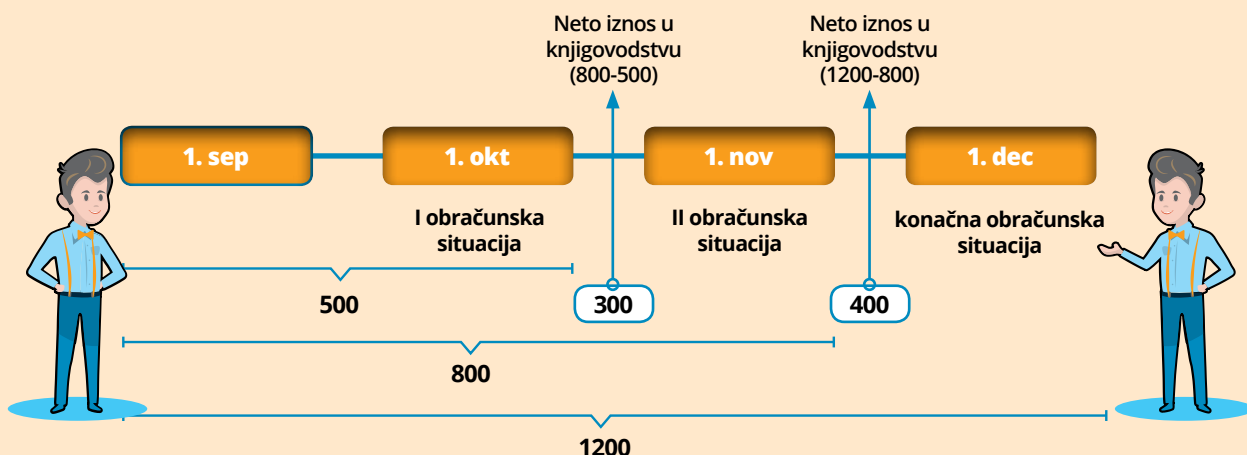 Neto iznos u
knjigovodstvu
(800-500)
Neto iznos u
knjigovodstvu
(1200-800)
1. sep
1. okt
1. nov
1. dec
I obračunska
situacija
II obračunska
situacija
konačna obračunska
situacija
500
300
400
800
1200